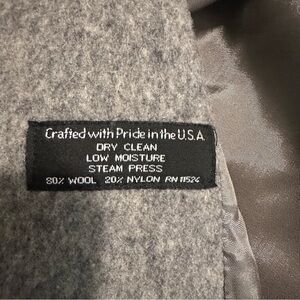 Crafted with Pride in the U.S.A.
DRY CLEAN
LOW MOISTURE
STEAM PRESS
80% WOOL 20% NYLON RN 11524